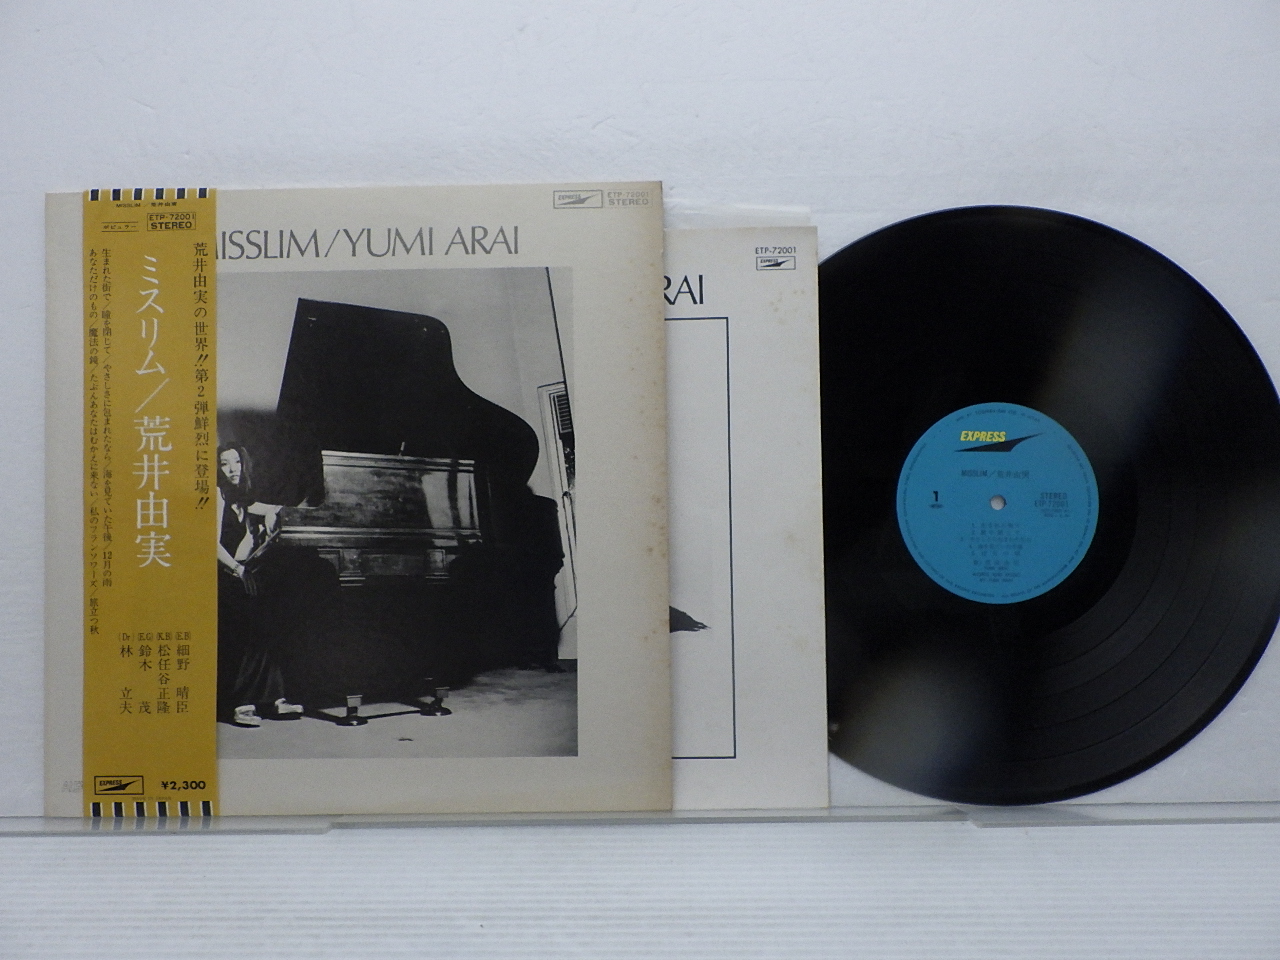 MISSLIM / 荒井由実
ポピュラー
ETP-72001
STEREO
荒井由実の世界!!第2弾鮮烈に登場!!
ミスリム/荒井由実
生まれた街で/瞳を閉じて/やさしさに包まれたなら/海を見ていた午後/12月の雨
あなただけのもの/魔法の鏡/たぶんあなたはむかえに来ない/私のフランソワーズ/旅立つ秋
(E.B)細野 晴臣
(K.B)松任谷正隆
(E.G)鈴木 茂
(Dr)林 立夫
EXPRESS
¥2,300
EXPRESS
ETP-72001
STEREO
ISSLIM/YUMI ARAI
ETP-72001
EXPRESS
RAI
EXPRESS
MISSLIM/荒井由実
1
STEREO
ETP-72001